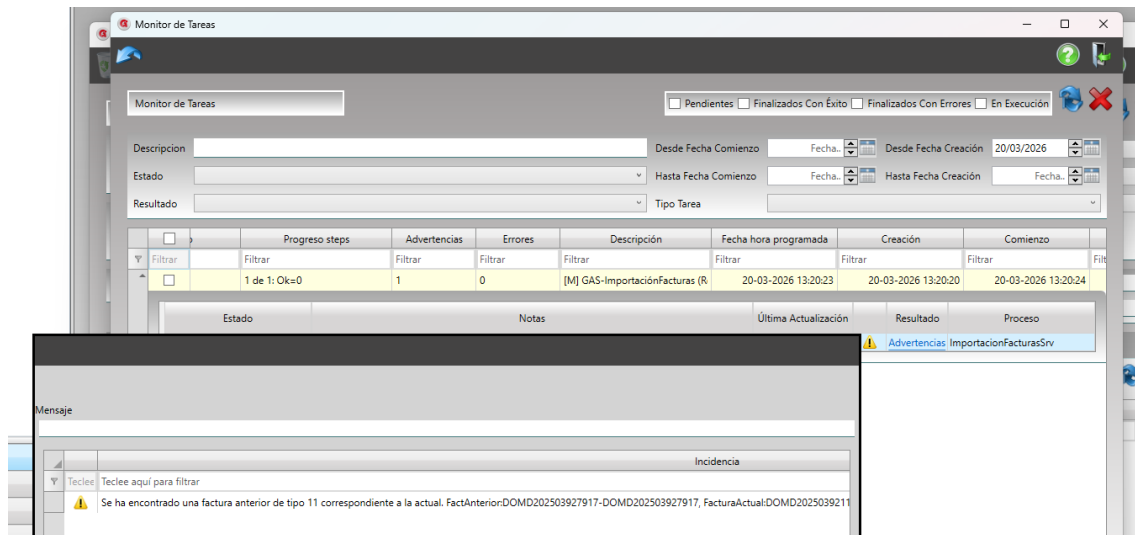 Monitor de Tareas
Monitor de Tareas
Pendientes Finalizados Con Éxito Finalizados Con Errores En Execución
Descripcion Desde Fecha Comienzo Fecha.. Desde Fecha Creación 20/03/2026
Estado Hasta Fecha Comienzo Fecha.. Hasta Fecha Creación Fecha..
Resultado Tipo Tarea
Progreso steps Advertencias Errores Descripción Fecha hora programada Creación Comienzo
Filtrar Filtrar Filtrar Filtrar Filtrar Filtrar Filtrar Filtrar Filt
1 de 1: Ok=0 1 0 [M] GAS-ImportaciónFacturas (R 20-03-2026 13:20:23 20-03-2026 13:20:20 20-03-2026 13:20:24
Estado Notas Última Actualización Resultado Proceso
Advertencias ImportacionFacturasSrv
Mensaje
Incidencia
Teclee Teclee aquí para filtrar
Se ha encontrado una factura anterior de tipo 11 correspondiente a la actual. FactAnterior:DOMD202503927917-DOMD202503927917, FacturaActual:DOMD2025039211